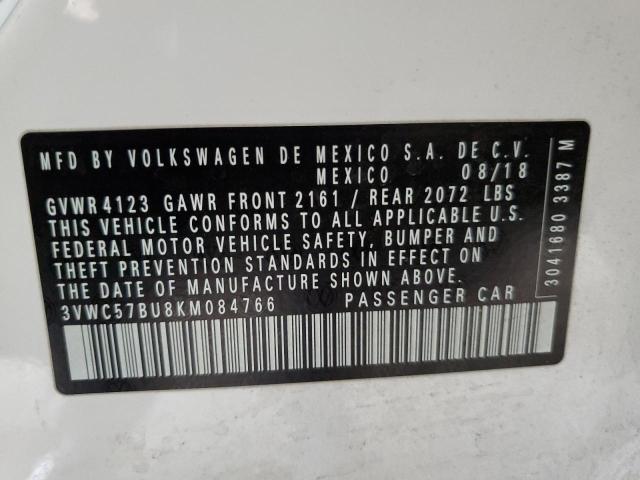 MFD BY VOLKSWAGEN DE MEXICO S.A. DE C.V.
MEXICO 08/18
GVWR 4123 GAWR FRONT 2161 / REAR 2072 LBS
THIS VEHICLE CONFORMS TO ALL APPLICABLE U.S.
FEDERAL MOTOR VEHICLE SAFETY, BUMPER AND
THEFT PREVENTION STANDARDS IN EFFECT ON
THE DATE OF MANUFACTURE SHOWN ABOVE.
3VWC57BU8KM084766 PASSENGER CAR
3041680 3387 M